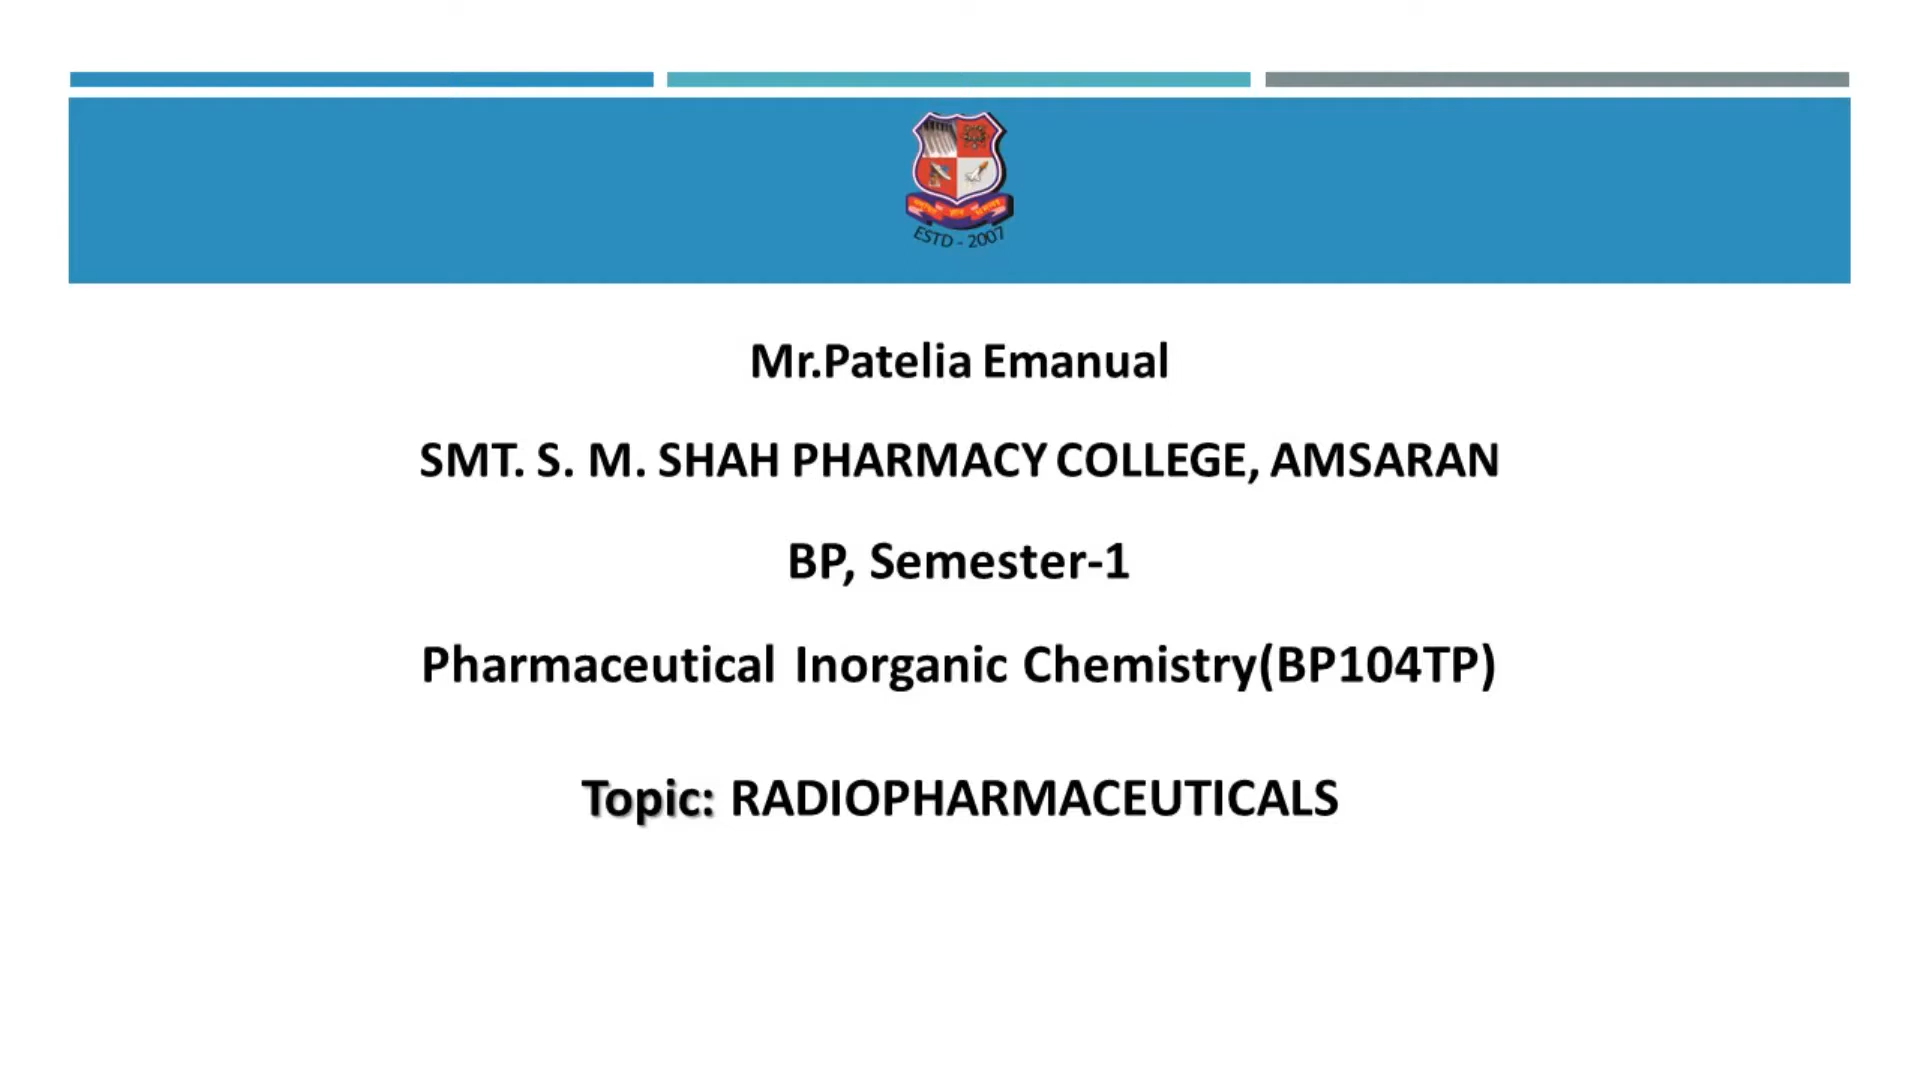 ESTD - 2007
Mr.Patelia Emanual
SMT. S. M. SHAH PHARMACY COLLEGE, AMSARAN
BP, Semester-1
Pharmaceutical Inorganic Chemistry(BP104TP)
Topic: RADIOPHARMACEUTICALS